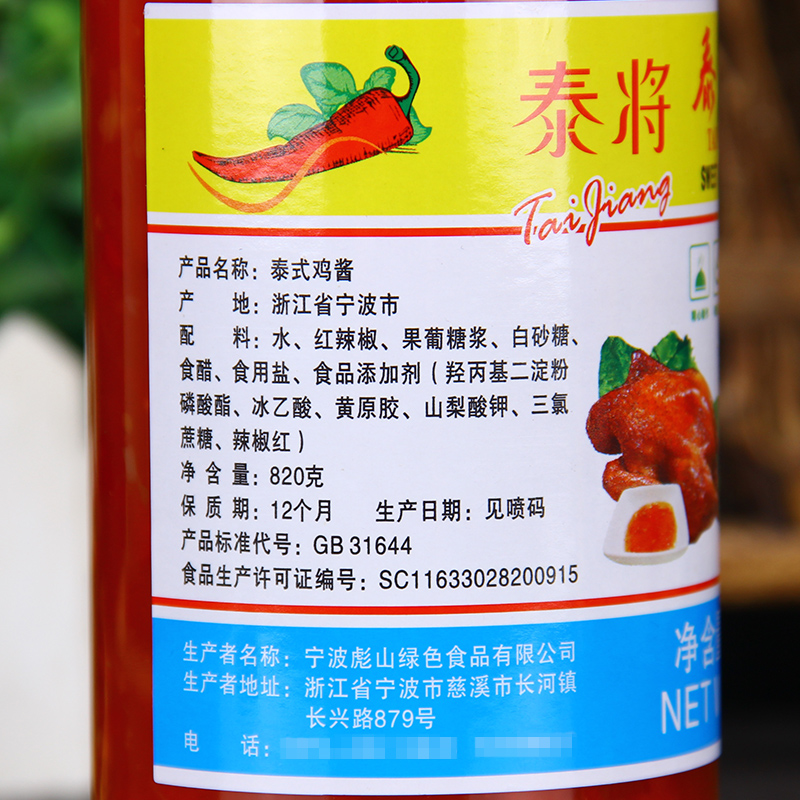 泰将
TaiJiang
SWEE
产品名称：泰式鸡酱
产 地：浙江省宁波市
配 料：水、红辣椒、果葡糖浆、白砂糖、
食醋、食用盐、食品添加剂（羟丙基二淀粉
磷酸酯、冰乙酸、黄原胶、山梨酸钾、三氯
蔗糖、辣椒红）
净 含 量：820克
保 质 期：12个月 生产日期：见喷码
产品标准代号：GB 31644
食品生产许可证编号：SC11633028200915
生产者名称：宁波彪山绿色食品有限公司
生产者地址：浙江省宁波市慈溪市长河镇
长兴路879号
电 话：
净含
NET